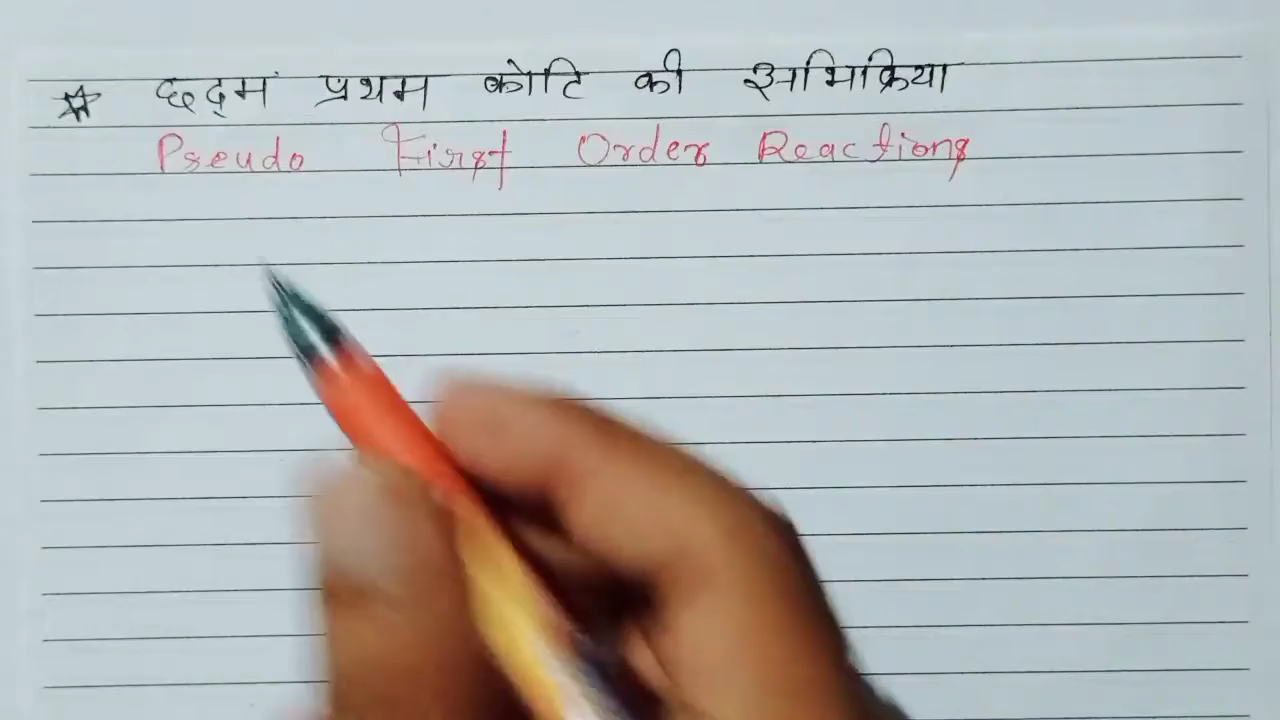 छद्मं प्रथम कोटि की अभिक्रिया
Pseudo First Order Reactions